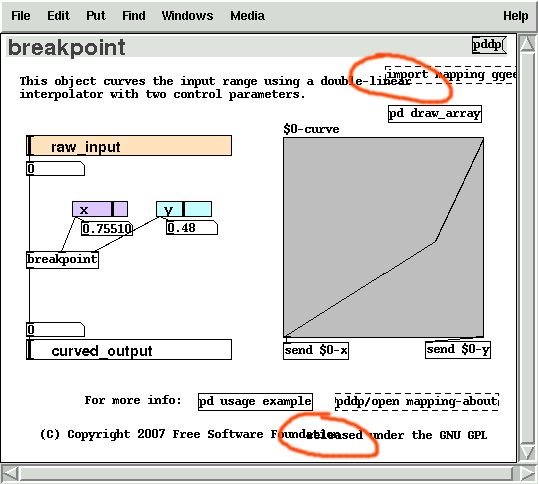 File Edit Put Find Windows Media Help
breakpoint
pddp
This object curves the input range using a double-linear
import mapping ggee
interpolator with two control parameters.
pd draw_array
$0-curve
raw_input
0
x y
0.75510 0.48
breakpoint
0
curved_output
send $0-x send $0-y
For more info: pd usage example pddp/open mapping-about
(C) Copyright 2007 Free Software Foundation released under the GNU GPL